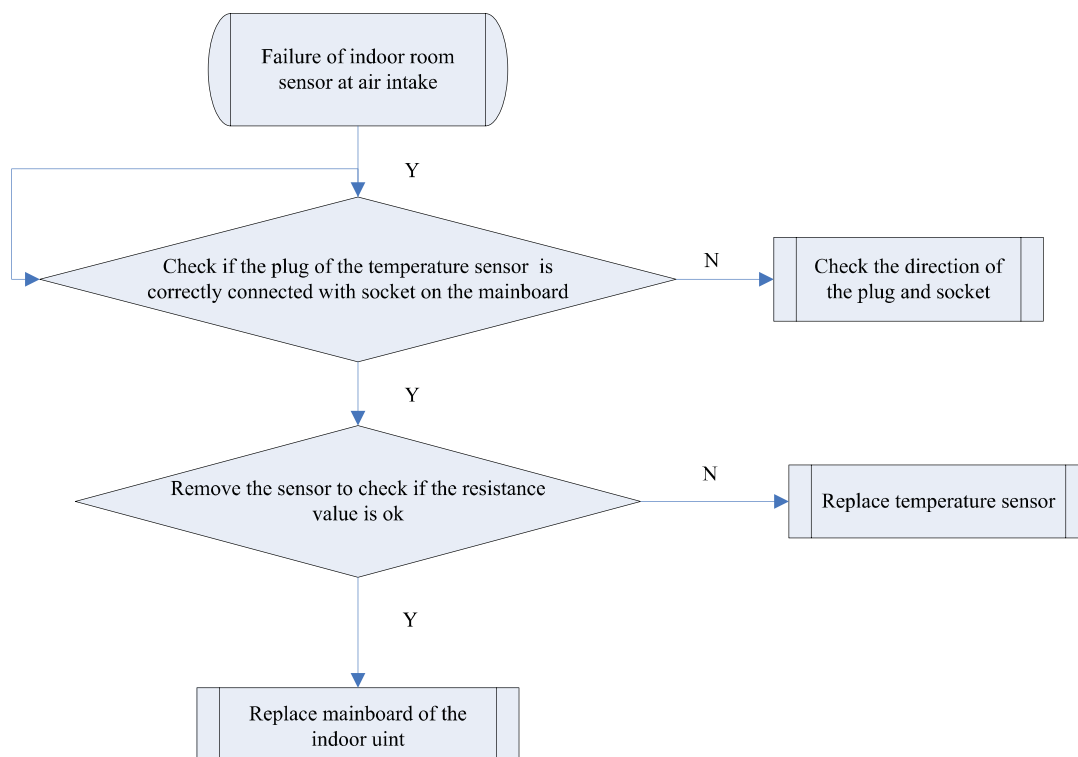 Failure of indoor room
sensor at air intake
Y
Check if the plug of the temperature sensor is
correctly connected with socket on the mainboard
N
Check the direction of
the plug and socket
Y
Remove the sensor to check if the resistance
value is ok
N
Replace temperature sensor
Y
Replace mainboard of the
indoor uint